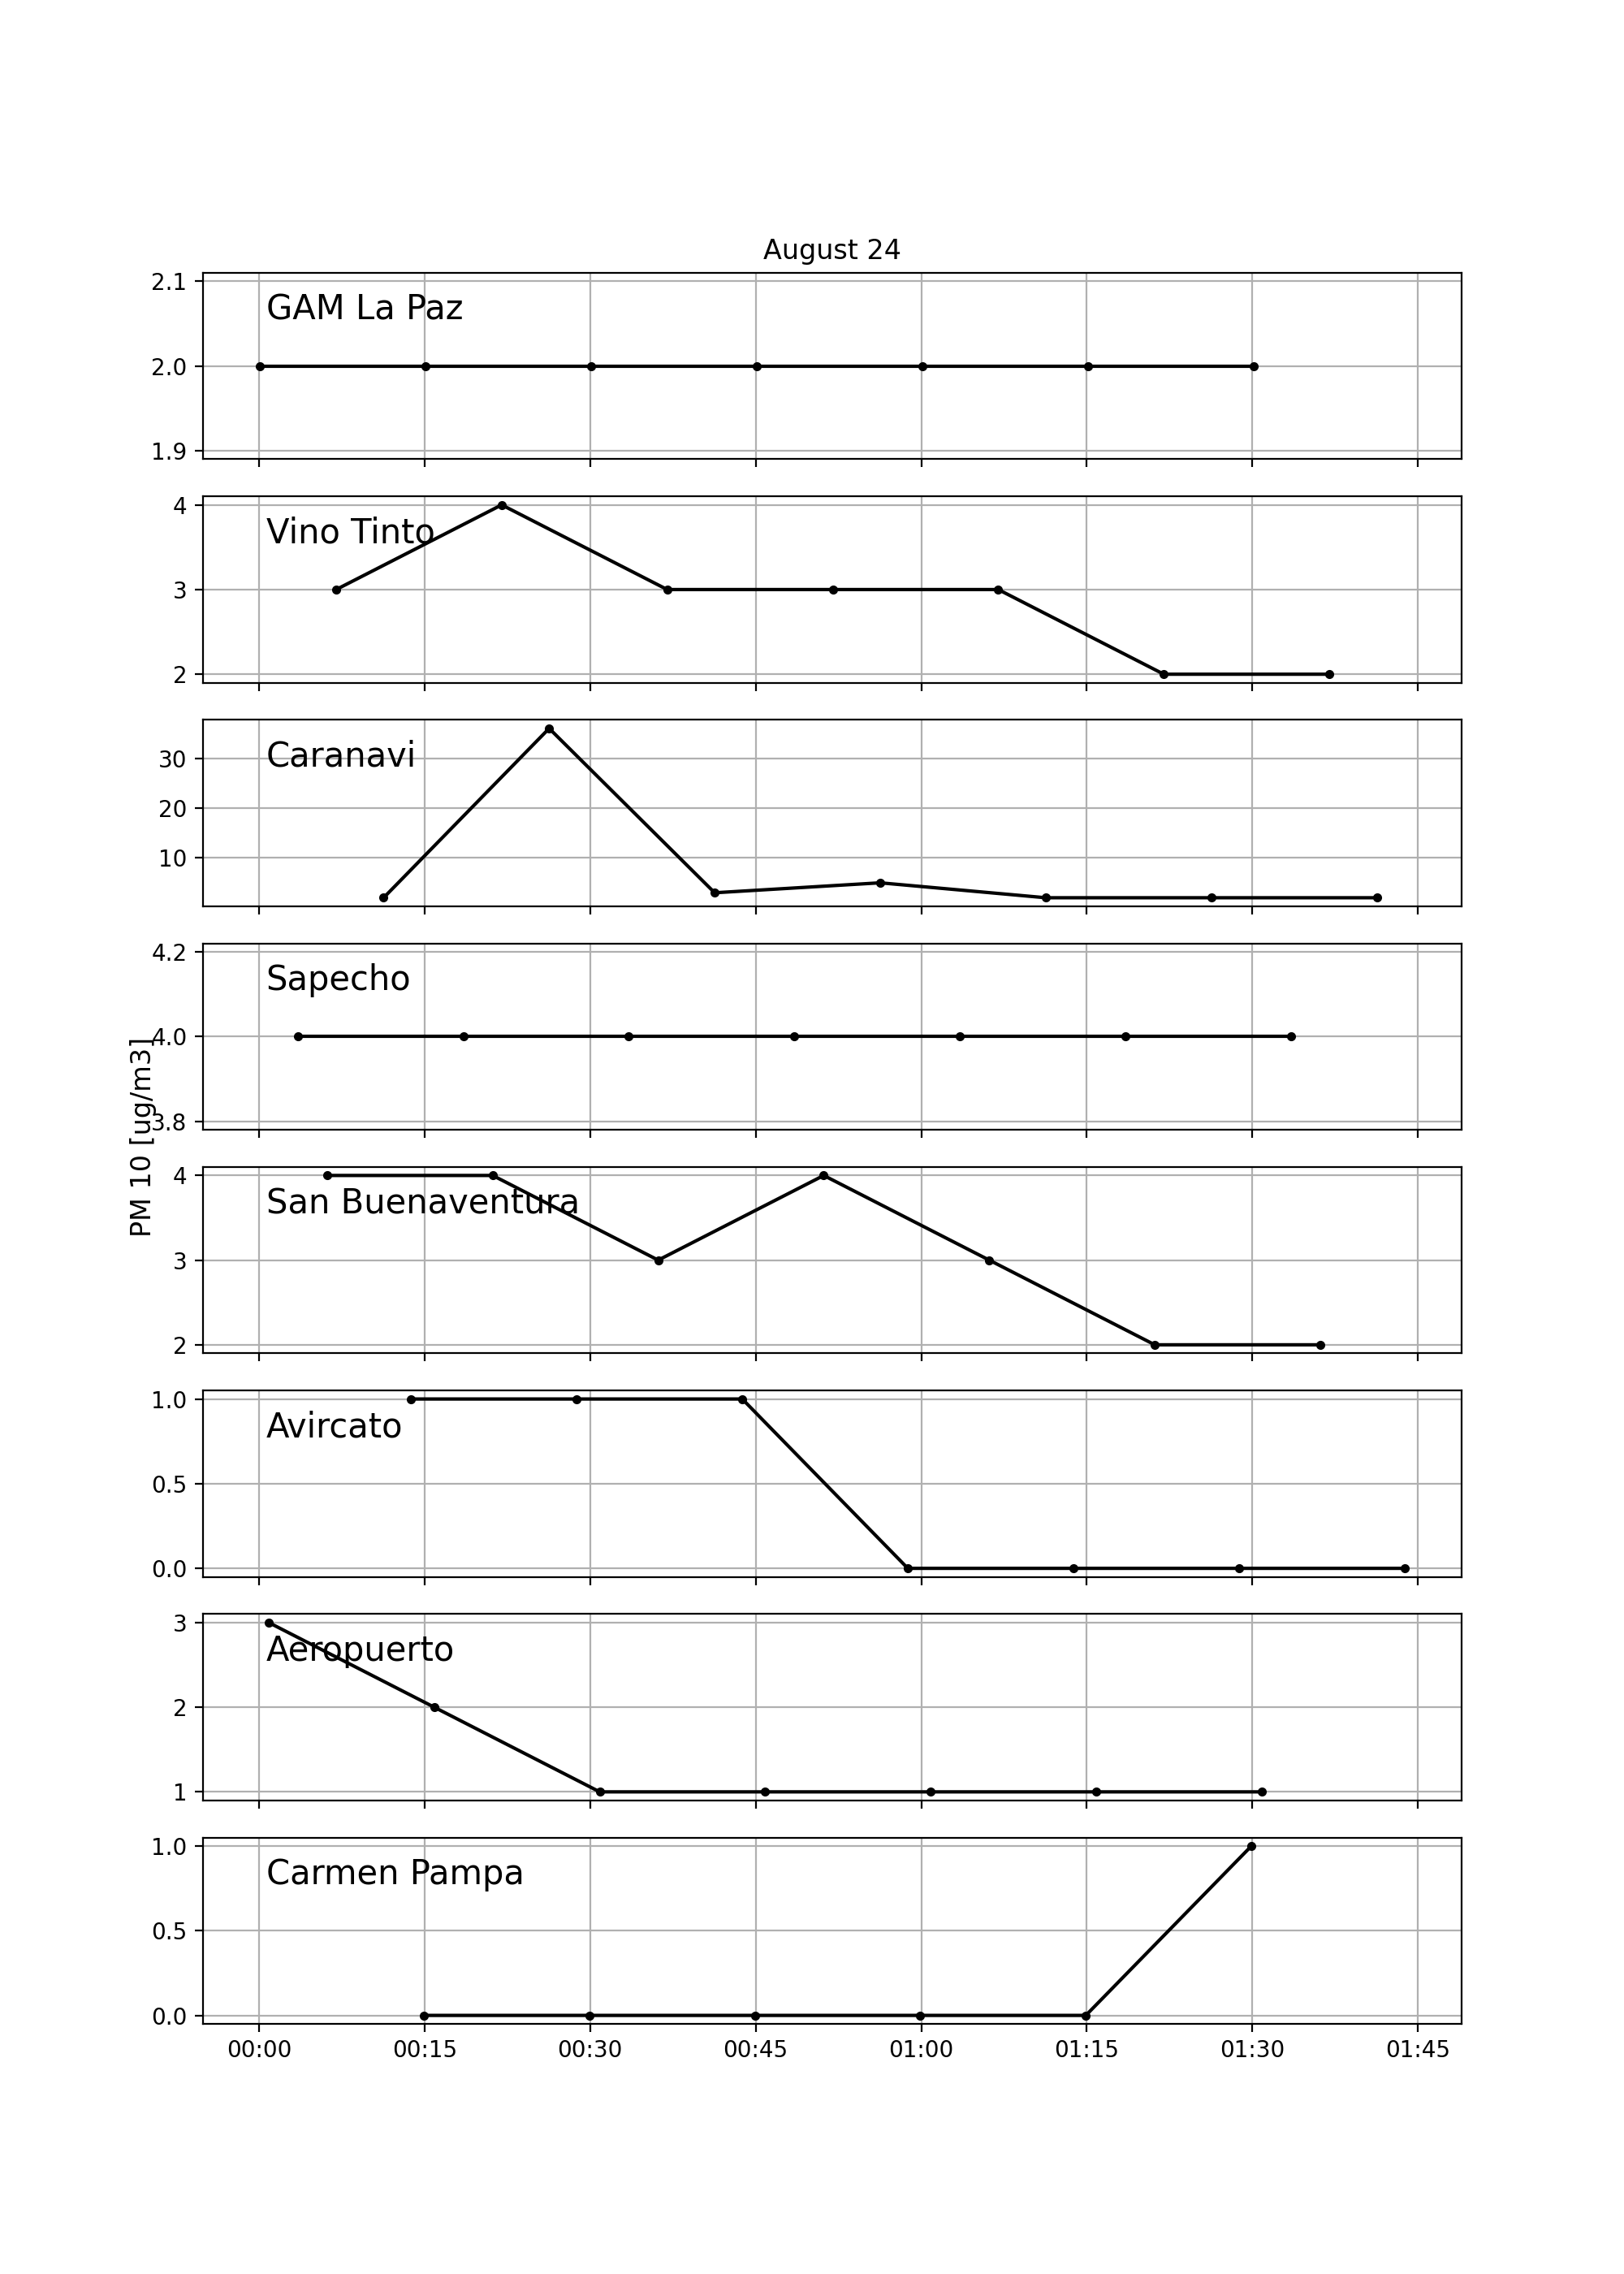 August 24
2.1
GAM La Paz
2.0
1.9
4
Vino Tinto
3
2
Caranavi
30
20
10
4.2
Sapecho
4.0
3.8
PM 10 [ug/m3]
4
San Buenaventura
3
2
1.0
Avircato
0.5
0.0
3
Aeropuerto
2
1
1.0
Carmen Pampa
0.5
0.0
00:00 00:15 00:30 00:45 01:00 01:15 01:30 01:45